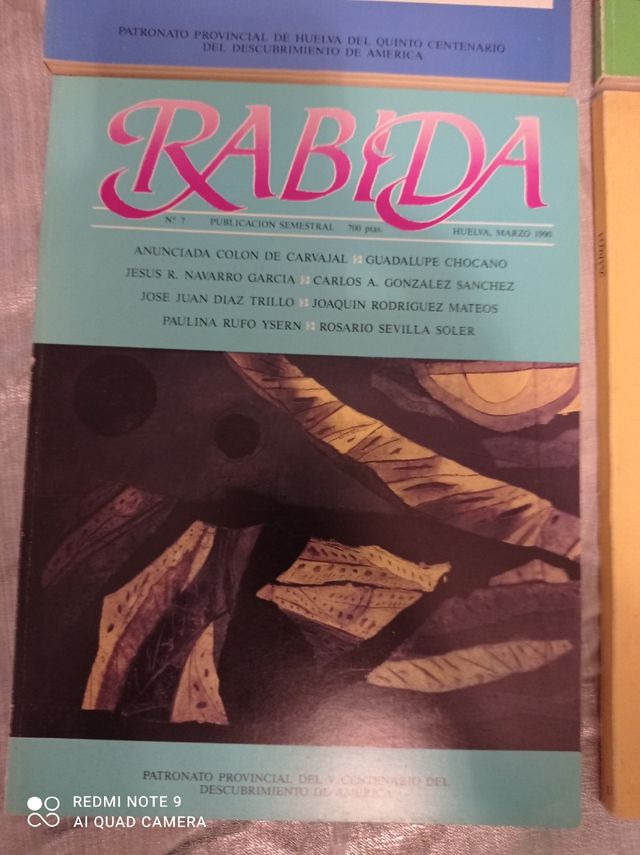 PATRONATO PROVINCIAL DE HUELVA DEL QUINTO CENTENARIO
DEL DESCUBRIMIENTO DE AMERICA
RABIDA
Nº 7 PUBLICACION SEMESTRAL 700 ptas. HUELVA, MARZO 1990
ANUNCIADA COLON DE CARVAJAL GUADALUPE CHOCANO
JESUS R. NAVARRO GARCIA CARLOS A. GONZALEZ SANCHEZ
JOSE JUAN DIAZ TRILLO JOAQUIN RODRIGUEZ MATEOS
PAULINA RUFO YSERN ROSARIO SEVILLA SOLER
PATRONATO PROVINCIAL DEL V CENTENARIO DEL
DESCUBRIMIENTO DE AMERICA
RABIDA
REDMI NOTE 9
AI QUAD CAMERA